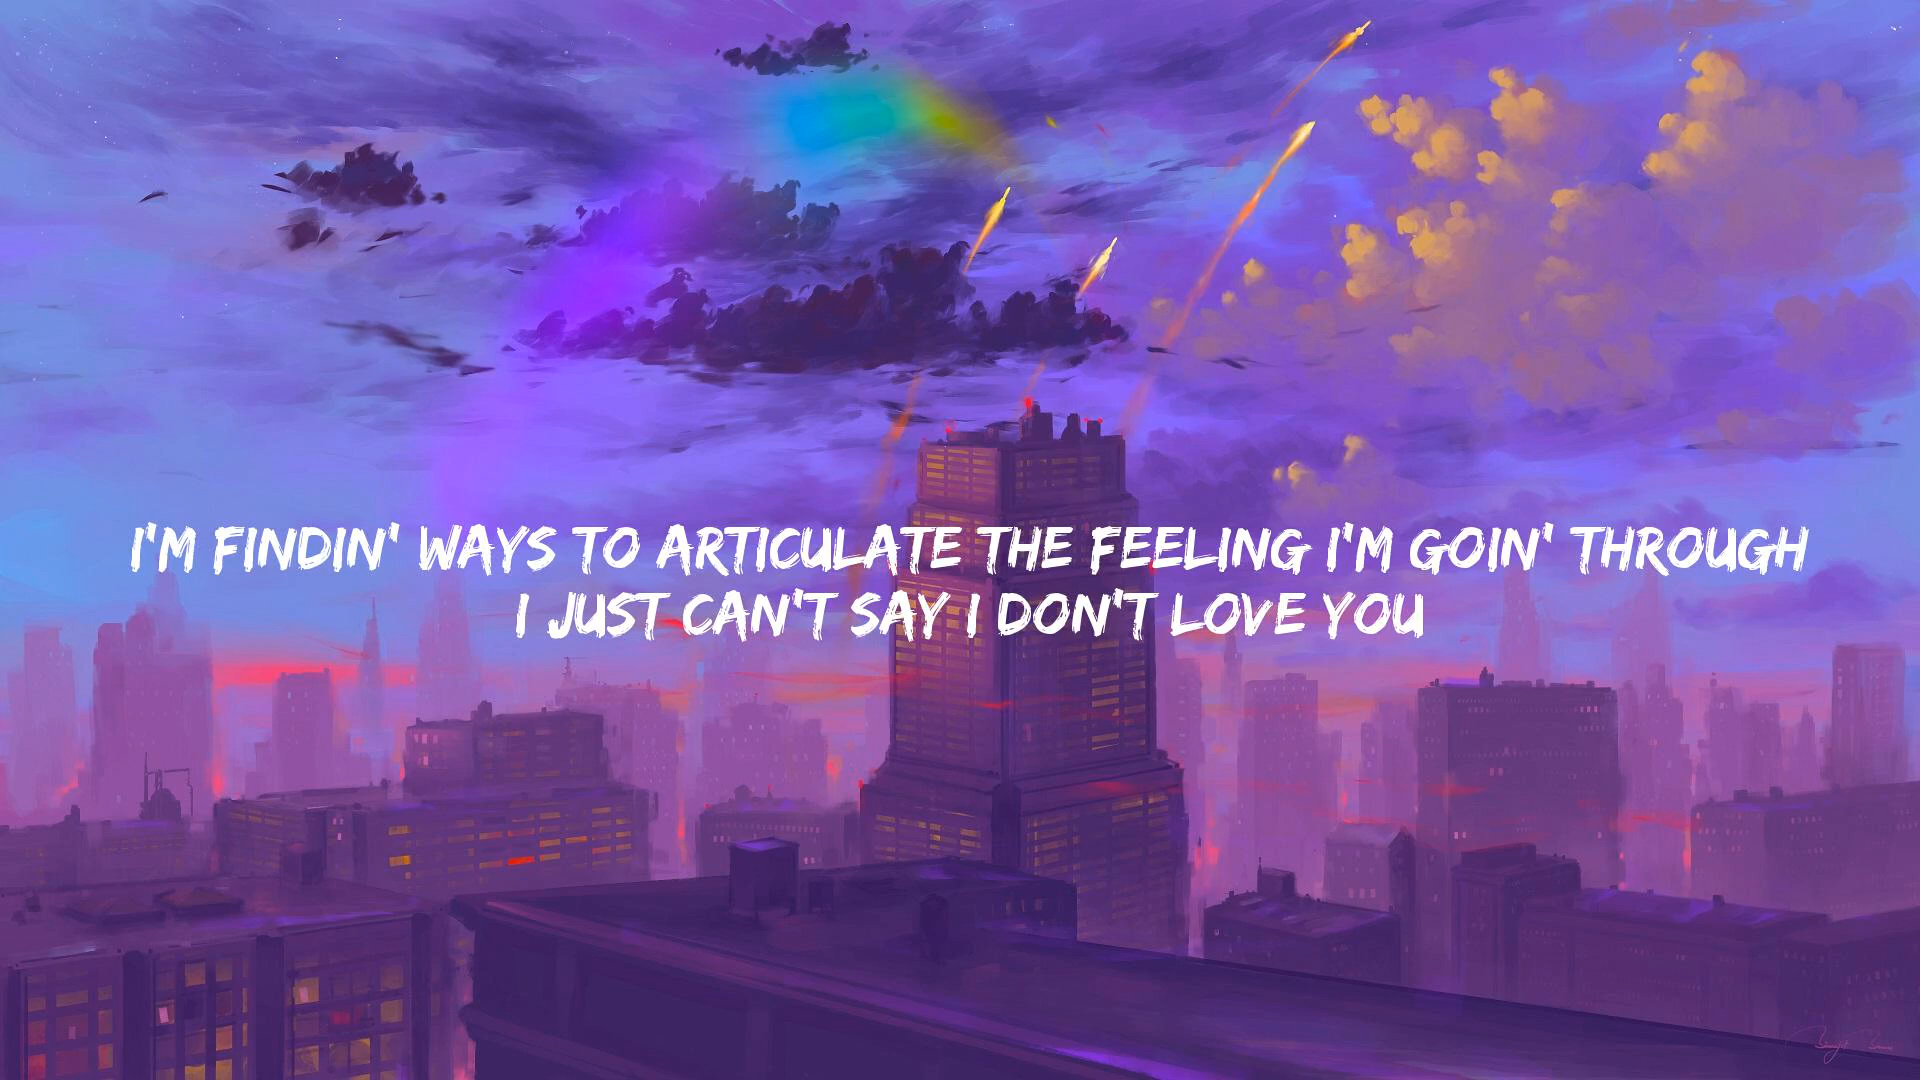 I'M FINDIN' WAYS TO ARTICULATE THE FEELING I'M GOIN' THROUGH
I JUST CAN'T SAY I DON'T LOVE YOU